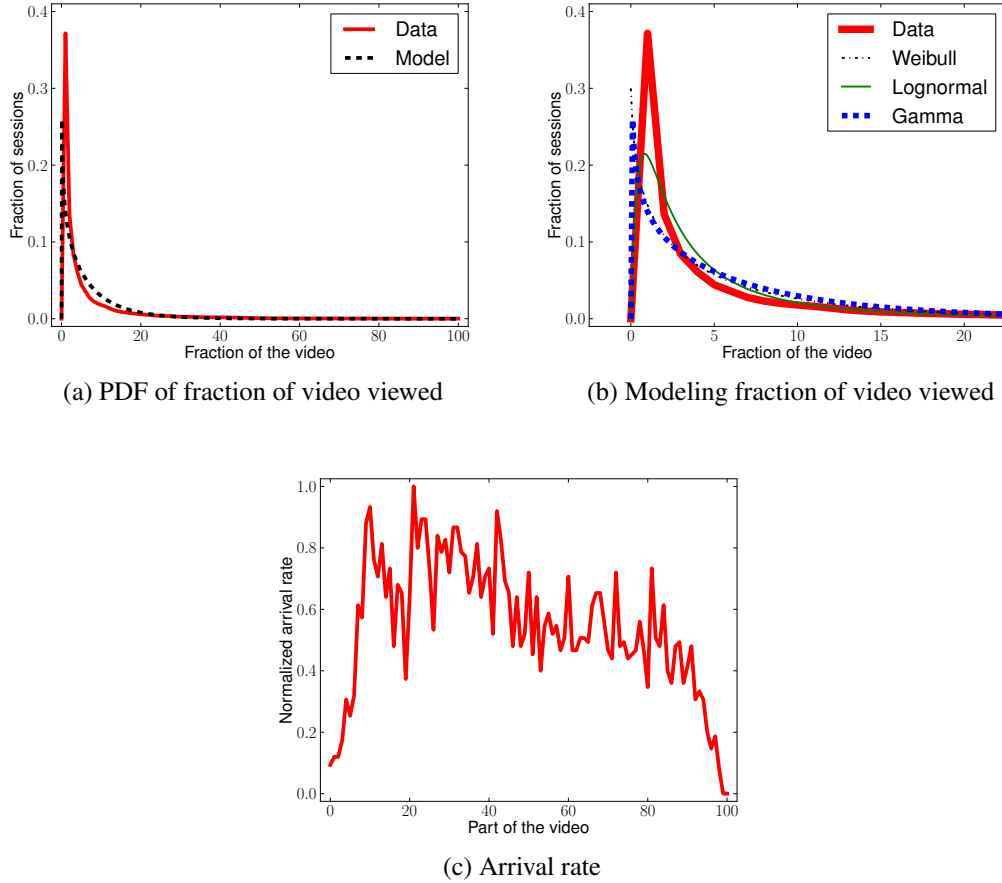 0.4
0.3
0.2
0.1
0.0
Fraction of sessions
Data
Model
0 20 40 60 80 100
Fraction of the video
(a) PDF of fraction of video viewed
0.4
0.3
0.2
0.1
0.0
Fraction of sessions
Data
Weibull
Lognormal
Gamma
0 5 10 15 20
Fraction of the video
(b) Modeling fraction of video viewed
1.0
0.8
0.6
0.4
0.2
0.0
Normalized arrival rate
0 20 40 60 80 100
Part of the video
(c) Arrival rate